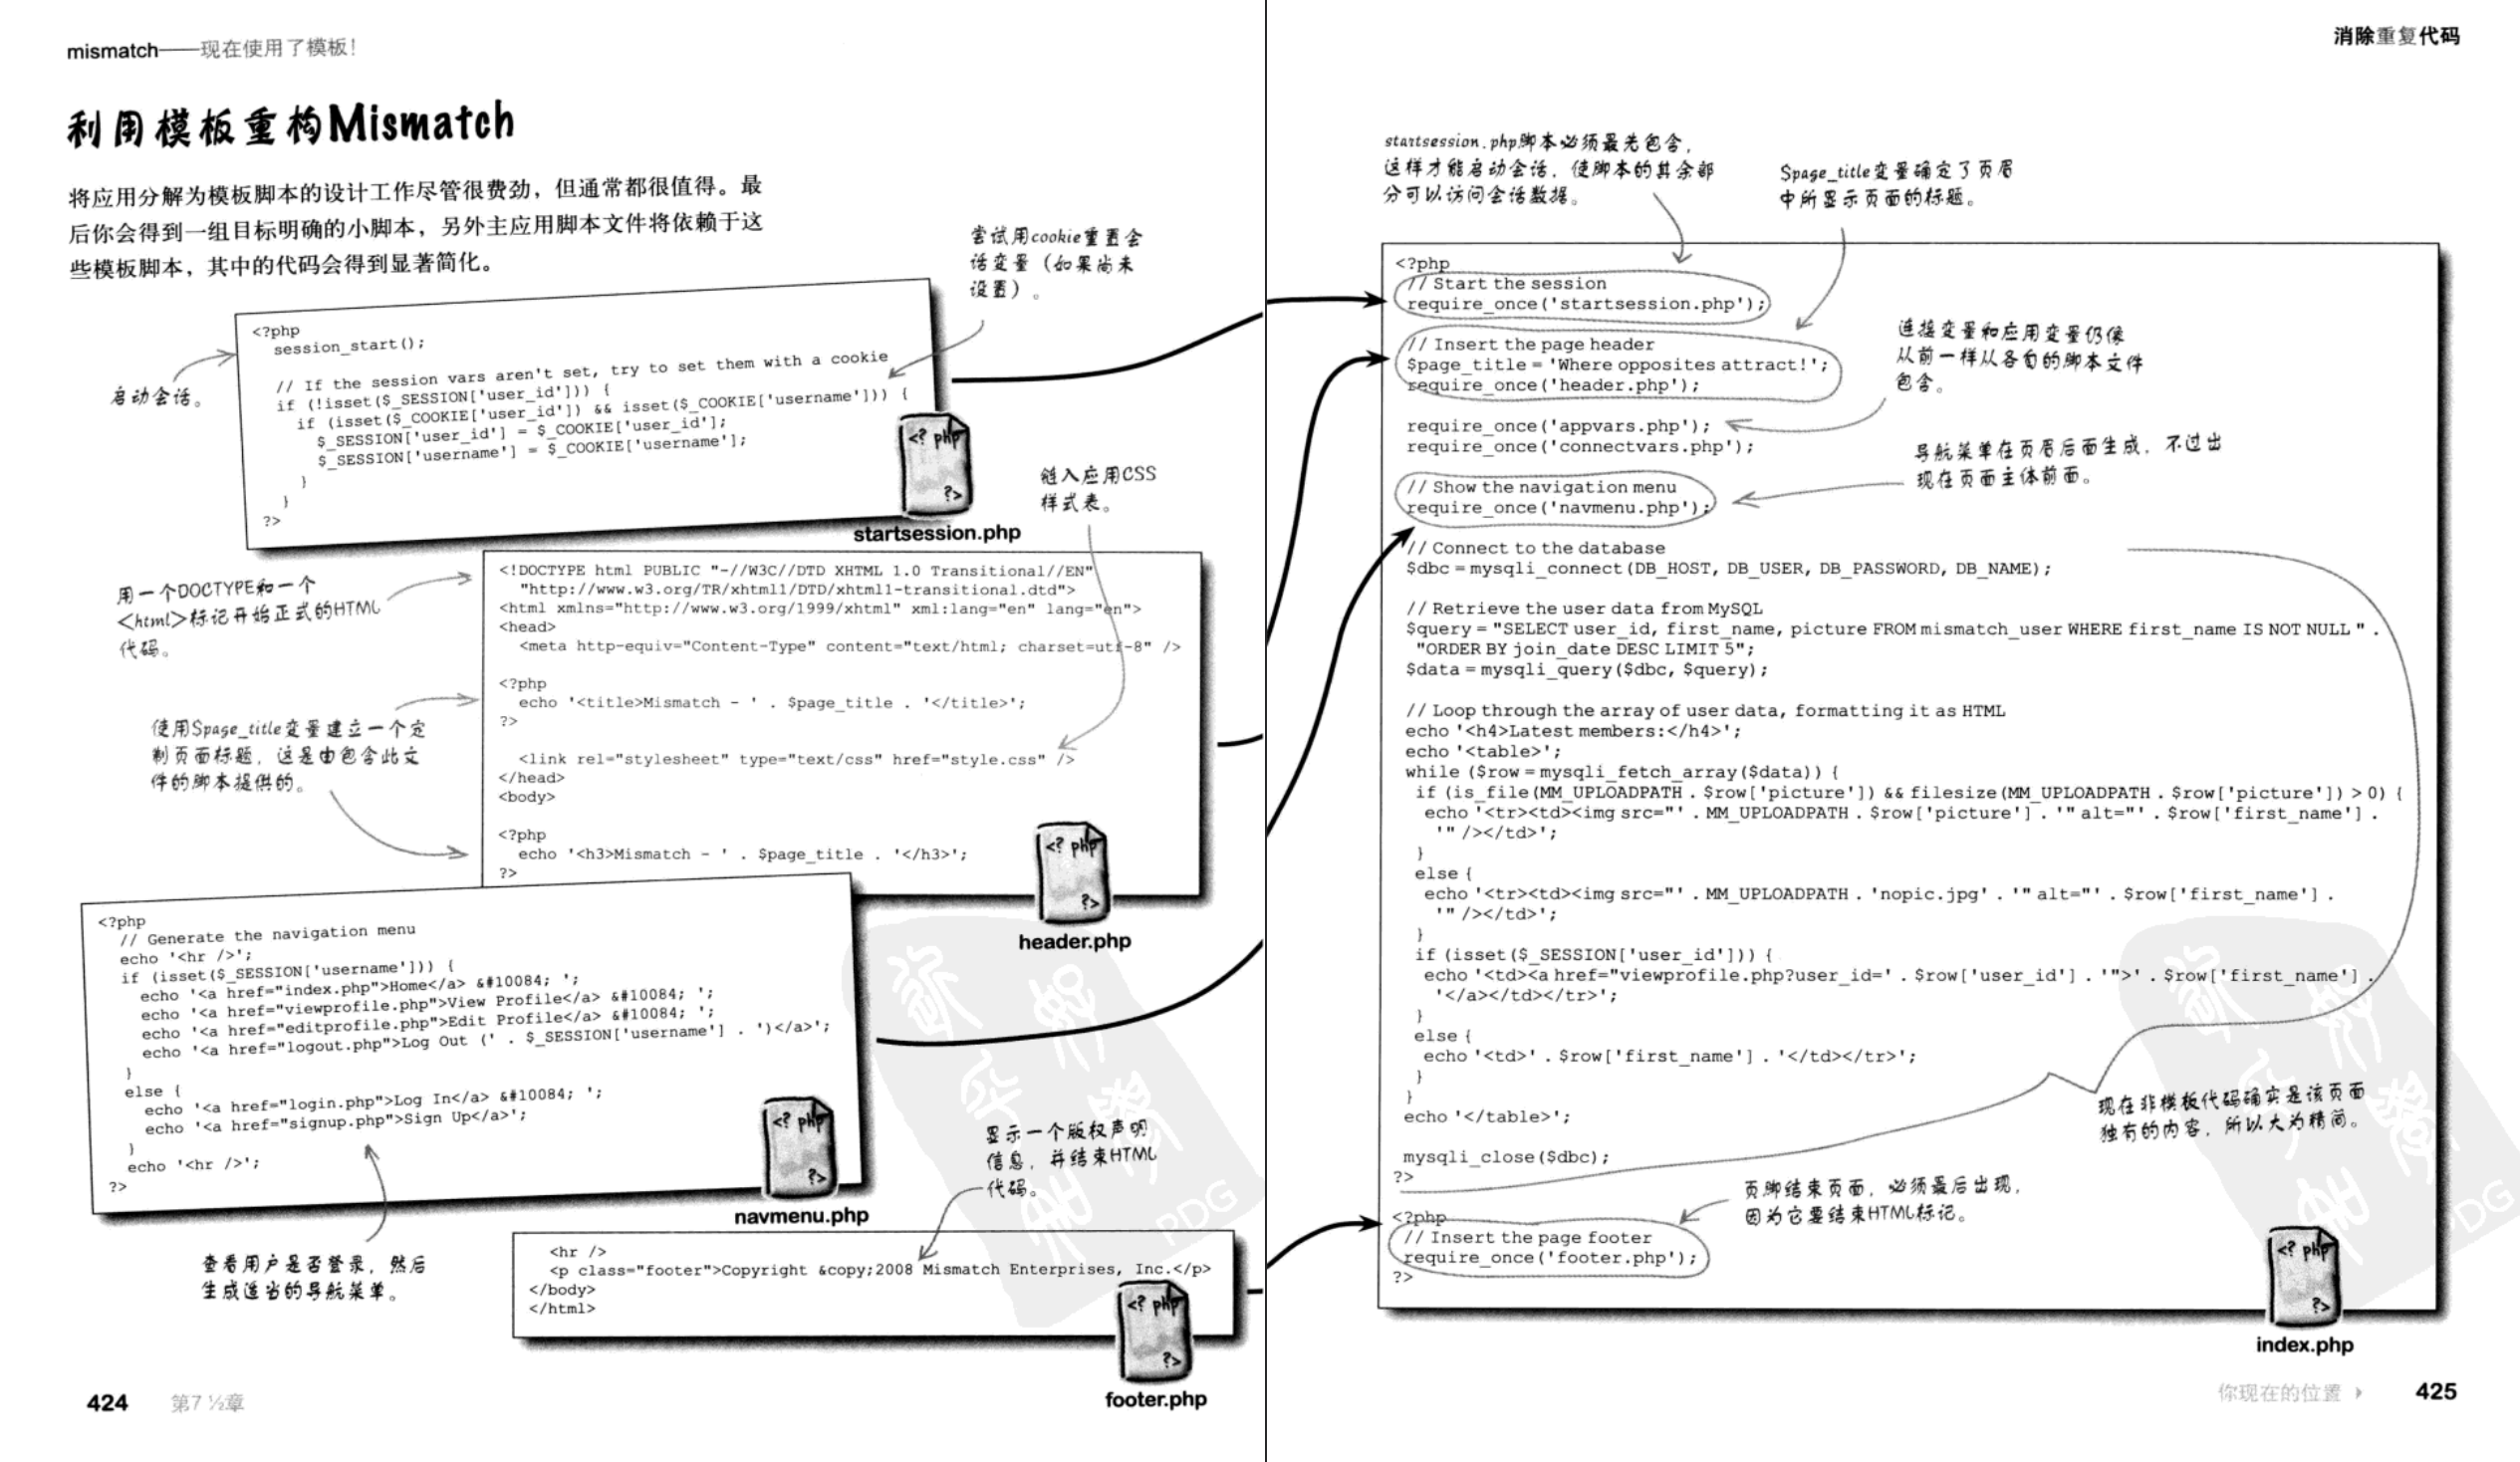 mismatch——现在使用了模板!
利用模板重构Mismatch
将应用分解为模板脚本的设计工作尽管很费劲，但通常都很值得。最
后你会得到一组目标明确的小脚本，另外主应用脚本文件将依赖于这
些模板脚本，其中的代码会得到显著简化。
尝试用cookie重置会
话变量（如果尚未
设置）。
启动会话。
<?php
session_start();
// If the session vars aren't set, try to set them with a cookie
if (!isset($_SESSION['user_id'])) {
if (isset($_COOKIE['user_id']) && isset($_COOKIE['username'])) {
$_SESSION['user_id'] = $_COOKIE['user_id'];
$_SESSION['username'] = $_COOKIE['username'];
}
}
?>
<? php
?>
startsession.php
链入应用CSS
样式表。
用一个DOCTYPE和一个
<html>标记开始正式的HTML
代码。
使用$page_title变量建立一个定
制页面标题，这是由包含此文
件的脚本提供的。
<!DOCTYPE html PUBLIC "-//W3C//DTD XHTML 1.0 Transitional//EN"
"http://www.w3.org/TR/xhtml1/DTD/xhtml1-transitional.dtd">
<html xmlns="http://www.w3.org/1999/xhtml" xml:lang="en" lang="en">
<head>
<meta http-equiv="Content-Type" content="text/html; charset=utf-8" />
<?php
echo '<title>Mismatch - ' . $page_title . '</title>';
?>
<link rel="stylesheet" type="text/css" href="style.css" />
</head>
<body>
<?php
echo '<h3>Mismatch - ' . $page_title . '</h3>';
?>
<? php
?>
header.php
<?php
// Generate the navigation menu
echo '<hr />';
if (isset($_SESSION['username'])) {
echo '<a href="index.php">Home</a> &#10084; ';
echo '<a href="viewprofile.php">View Profile</a> &#10084; ';
echo '<a href="editprofile.php">Edit Profile</a> &#10084; ';
echo '<a href="logout.php">Log Out (' . $_SESSION['username'] . ')</a>';
}
else {
echo '<a href="login.php">Log In</a> &#10084; ';
echo '<a href="signup.php">Sign Up</a>';
}
echo '<hr />';
?>
<? php
?>
navmenu.php
查看用户是否登录，然后
生成适当的导航菜单。
显示一个版权声明
信息，并结束HTML
代码。
<hr />
<p class="footer">Copyright &copy;2008 Mismatch Enterprises, Inc.</p>
</body>
</html>
<? php
?>
footer.php
PDG
424 第7 ½章
消除重复代码
startsession.php脚本必须最先包含，
这样才能启动会话，使脚本的其余部
分可以访问会话数据。
$page_title变量确定了页眉
中所显示页面的标题。
连接变量和应用变量仍像
从前一样从各自的脚本文件
包含。
导航菜单在页眉后面生成，不过出
现在页面主体前面。
<?php
// Start the session
require_once('startsession.php');
// Insert the page header
$page_title = 'Where opposites attract!';
require_once('header.php');
require_once('appvars.php');
require_once('connectvars.php');
// Show the navigation menu
require_once('navmenu.php');
// Connect to the database
$dbc = mysqli_connect(DB_HOST, DB_USER, DB_PASSWORD, DB_NAME);
// Retrieve the user data from MySQL
$query = "SELECT user_id, first_name, picture FROM mismatch_user WHERE first_name IS NOT NULL " .
"ORDER BY join_date DESC LIMIT 5";
$data = mysqli_query($dbc, $query);
// Loop through the array of user data, formatting it as HTML
echo '<h4>Latest members:</h4>';
echo '<table>';
while ($row = mysqli_fetch_array($data)) {
if (is_file(MM_UPLOADPATH . $row['picture']) && filesize(MM_UPLOADPATH . $row['picture']) > 0) {
echo '<tr><td><img src="' . MM_UPLOADPATH . $row['picture'] . '" alt="' . $row['first_name'] .
'" /></td>';
}
else {
echo '<tr><td><img src="' . MM_UPLOADPATH . 'nopic.jpg' . '" alt="' . $row['first_name'] .
'" /></td>';
}
if (isset($_SESSION['user_id'])) {
echo '<td><a href="viewprofile.php?user_id=' . $row['user_id'] . '">' . $row['first_name'] .
'</a></td></tr>';
}
else {
echo '<td>' . $row['first_name'] . '</td></tr>';
}
}
echo '</table>';
mysqli_close($dbc);
?>
<?php
// Insert the page footer
require_once('footer.php');
?>
现在非模板代码确实是该页面
独有的内容，所以大为精简。
页脚结束页面，必须最后出现，
因为它要结束HTML标记。
<? php
?>
index.php
PDG
你现在的位置 425